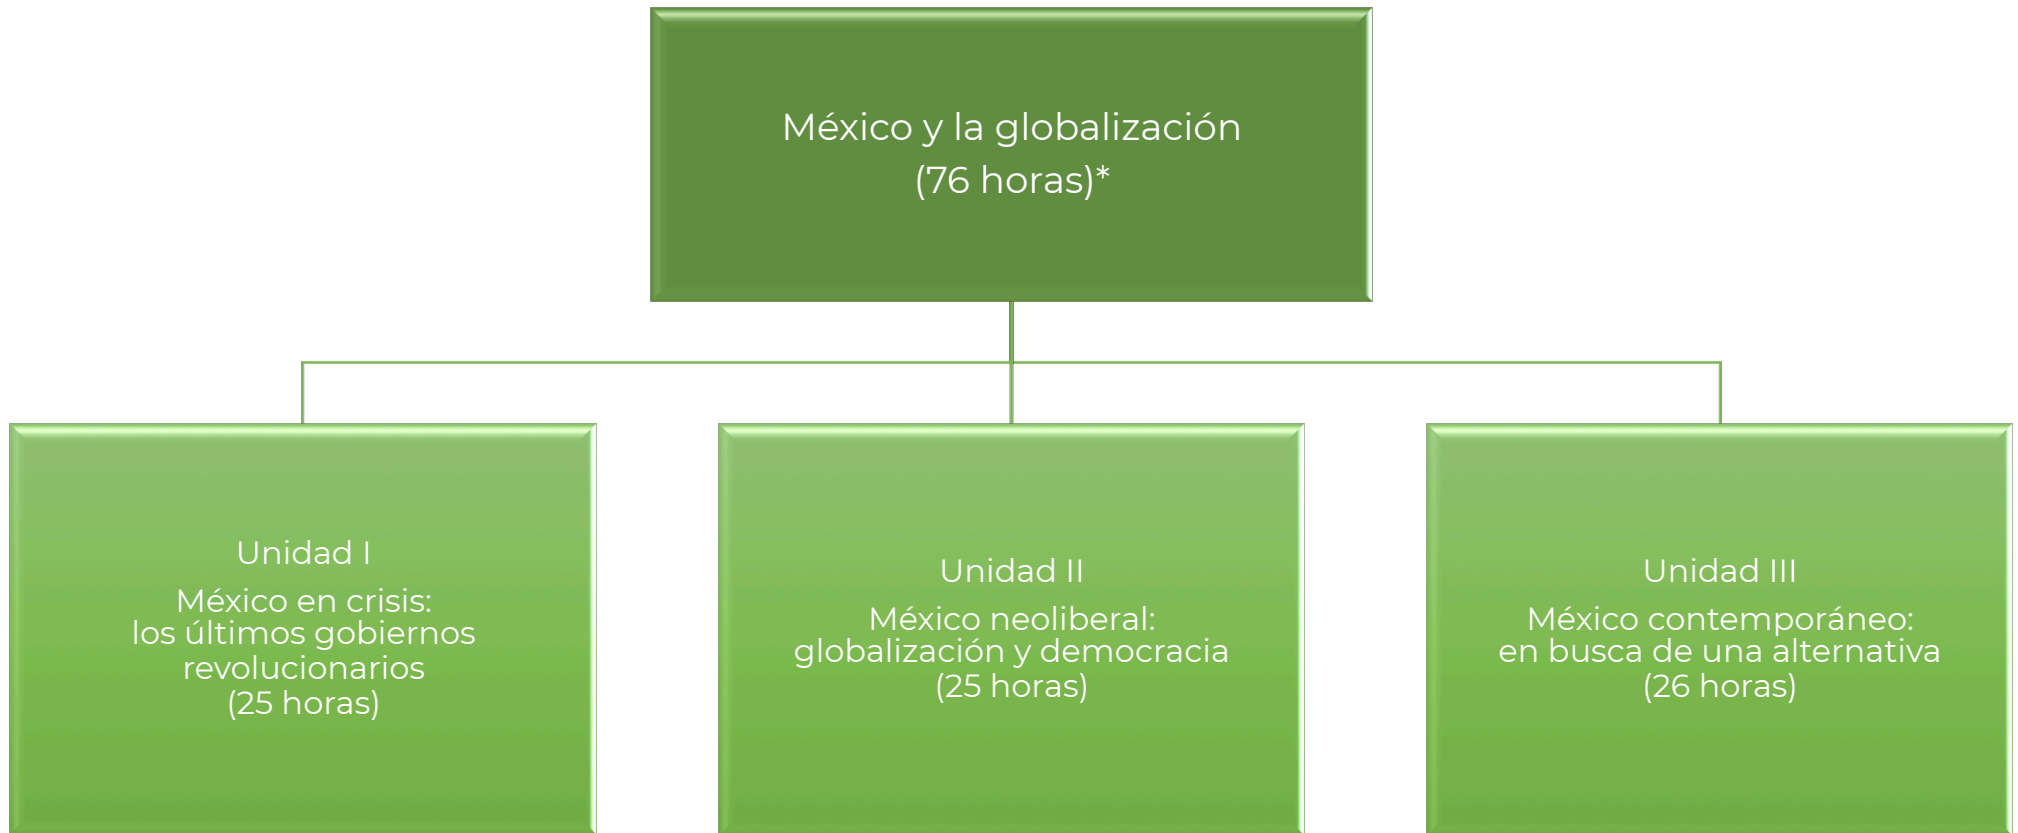 México y la globalización
(76 horas)*
Unidad I
México en crisis:
los últimos gobiernos
revolucionarios
(25 horas)
Unidad II
México neoliberal:
globalización y democracia
(25 horas)
Unidad III
México contemporáneo:
en busca de una alternativa
(26 horas)